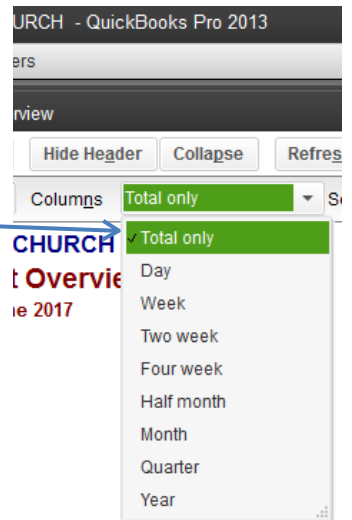 URCH - QuickBooks Pro 2013
ers
rview
Hide Header Collapse Refres
Columns Total only S
CHURCH
t Overvie
ne 2017
✓ Total only
Day
Week
Two week
Four week
Half month
Month
Quarter
Year